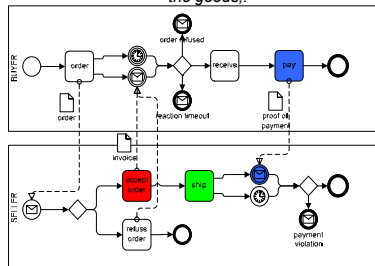 the goods,.
order refused
BUYER
order
receive
pay
reaction timeout
order
proof of
payment
invoice
SELLER
accept
order
ship
refuse
order
payment
violation